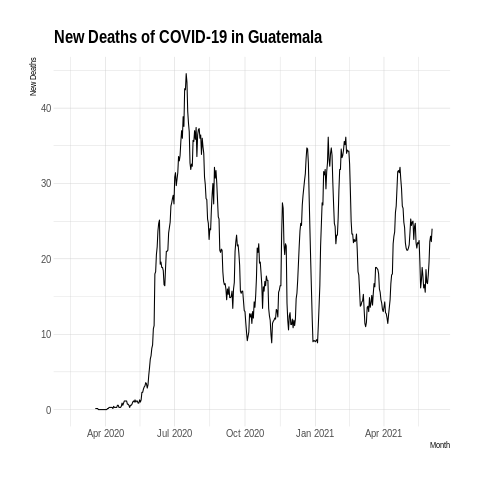 New Deaths of COVID-19 in Guatemala
New Deaths
40
30
20
10
0
Apr 2020 Jul 2020 Oct 2020 Jan 2021 Apr 2021
Month